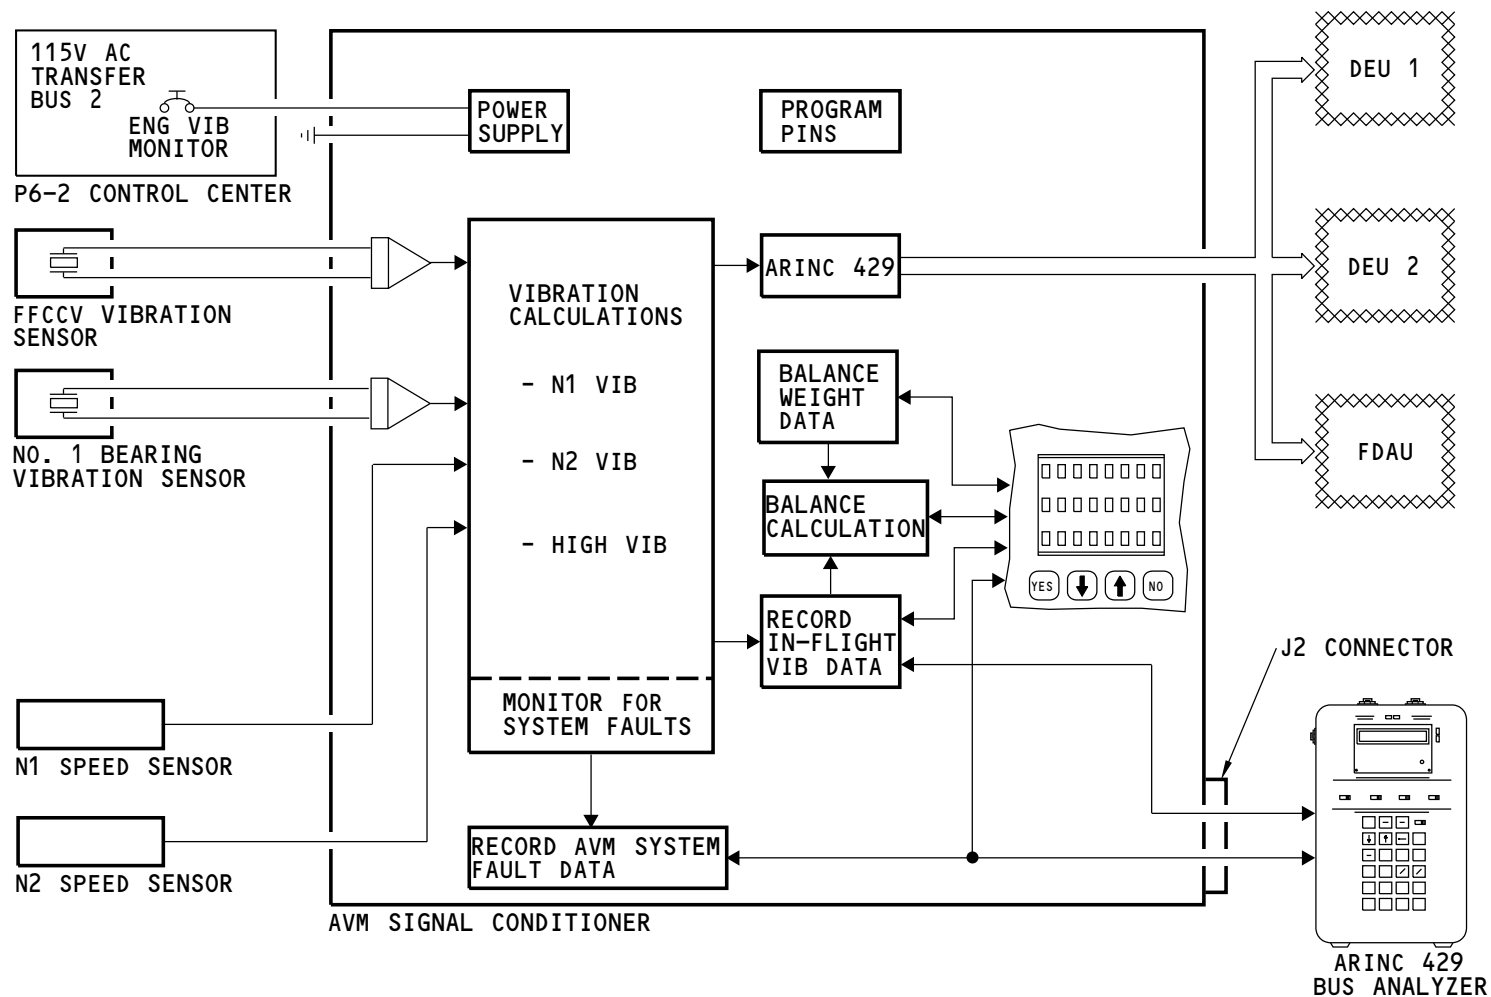 115V AC
TRANSFER
BUS 2
ENG VIB
MONITOR
P6-2 CONTROL CENTER
POWER
SUPPLY
PROGRAM
PINS
DEU 1
FFCCV VIBRATION
SENSOR
VIBRATION
CALCULATIONS
- N1 VIB
- N2 VIB
- HIGH VIB
ARINC 429
DEU 2
NO. 1 BEARING
VIBRATION SENSOR
BALANCE
WEIGHT
DATA
FDAU
BALANCE
CALCULATION
YES
NO
RECORD
IN-FLIGHT
VIB DATA
J2 CONNECTOR
MONITOR FOR
SYSTEM FAULTS
N1 SPEED SENSOR
N2 SPEED SENSOR
RECORD AVM SYSTEM
FAULT DATA
AVM SIGNAL CONDITIONER
ARINC 429
BUS ANALYZER